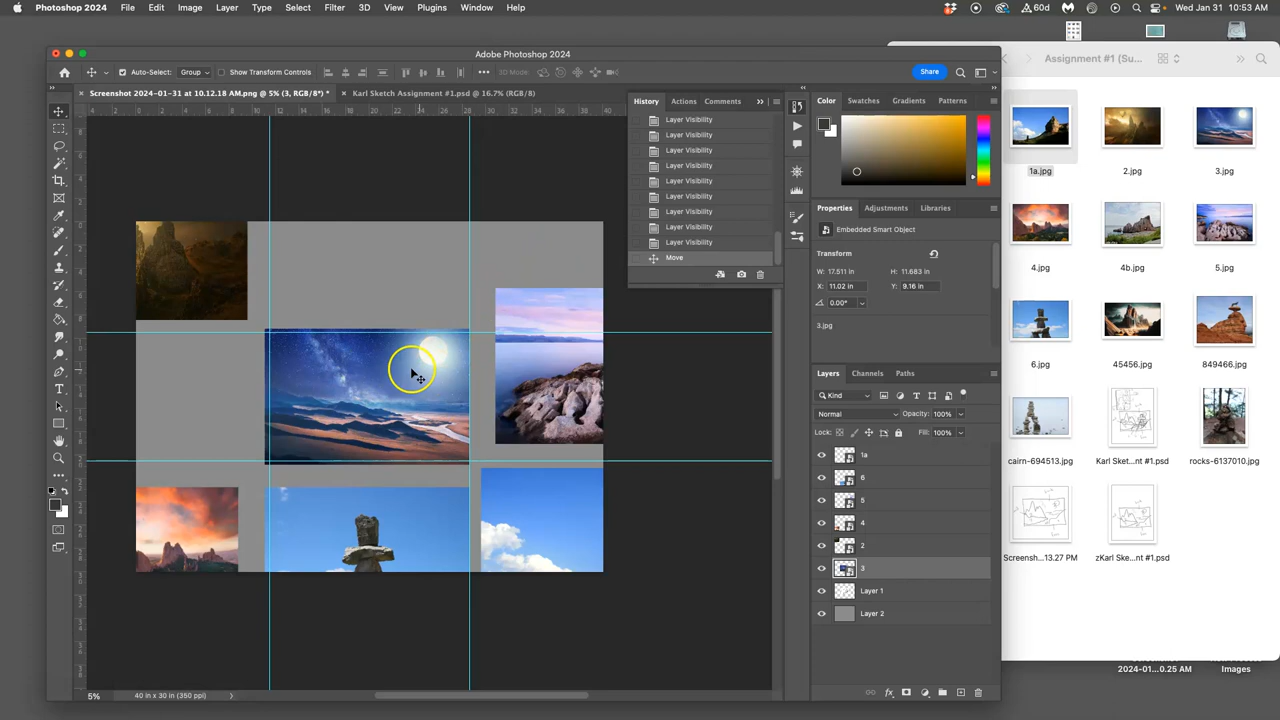 Photoshop 2024 File Edit Image Layer Type Select Filter 3D View Plugins Window Help 60d Wed Jan 31 10:53 AM
Adobe Photoshop 2024
Assignment #1 (Su...
Auto-Select: Group Show Transform Controls 3D Mode: Share
Screenshot 2024-01-31 at 10.12.18 AM.png @ 5% (3, RGB/8*) * Karl Sketch Assignment #1.psd @ 16.7% (RGB/8)
History Actions Comments
Layer Visibility
Layer Visibility
Layer Visibility
Layer Visibility
Layer Visibility
Layer Visibility
Layer Visibility
Layer Visibility
Layer Visibility
Move
Color Swatches Gradients Patterns
Properties Adjustments Libraries
Embedded Smart Object
Transform
W: 17.511 in H: 11.683 in
X: 11.02 in Y: 9.16 in
0.00°
3.jpg
Layers Channels Paths
Kind
Normal Opacity: 100%
Lock: Fill: 100%
1a
6
5
4
2
3
Layer 1
Layer 2
1a.jpg 2.jpg 3.jpg
4.jpg 4b.jpg 5.jpg
6.jpg 45456.jpg 849466.jpg
cairn-694513.jpg Karl Sket...nt #1.psd rocks-6137010.jpg
Screensh...13.27 PM zKarl Ske...nt #1.psd
2024-01...0.25 AM Images
5% 40 in x 30 in (350 ppi)